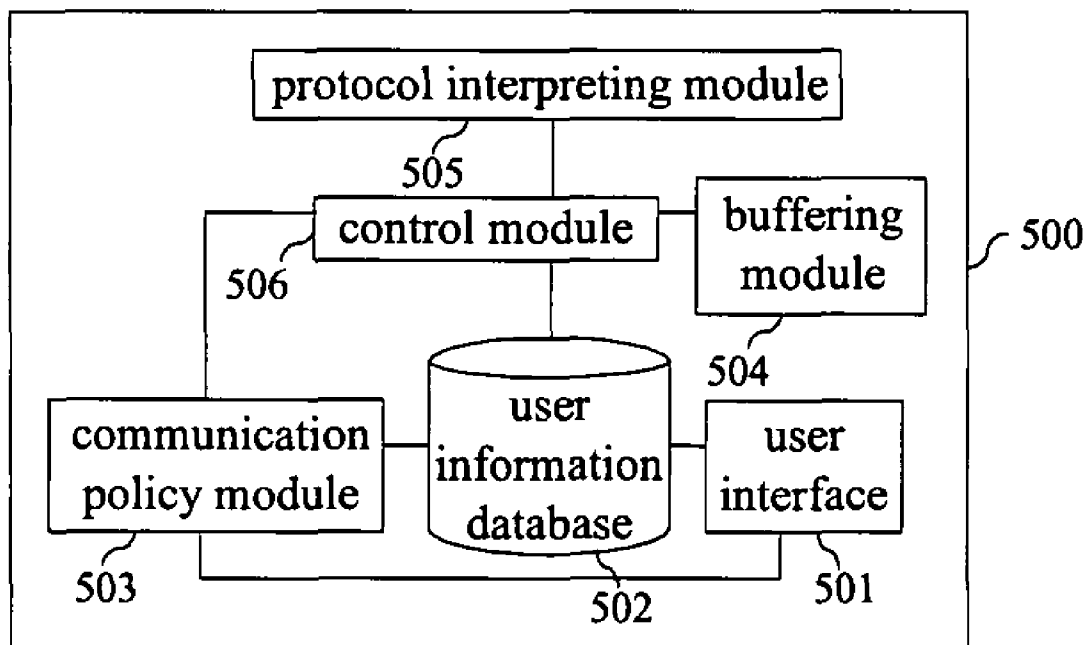 protocol interpreting module
505
control module
506
buffering
module
504
500
communication
policy module
503
user
information
database
502
user
interface
501